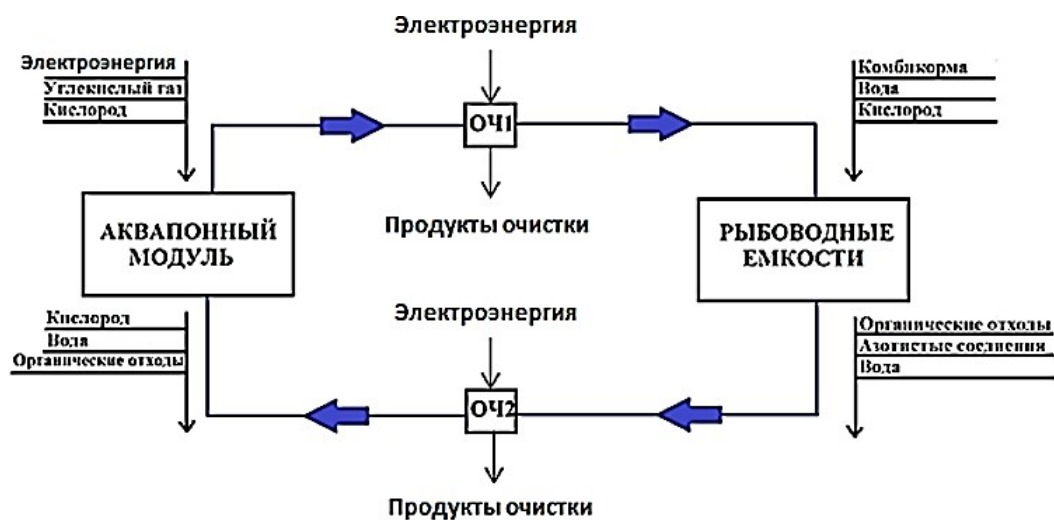 Электроэнергия
Электроэнергия
Углекислый газ
Кислород
Комбикорма
Вода
Кислород
ОЧ1
Продукты очистки
АКВАПОННЫЙ
МОДУЛЬ
РЫБОВОДНЫЕ
ЕМКОСТИ
Электроэнергия
Кислород
Вода
Органические отходы
Органические отходы
Азотистые соединения
Вода
ОЧ2
Продукты очистки